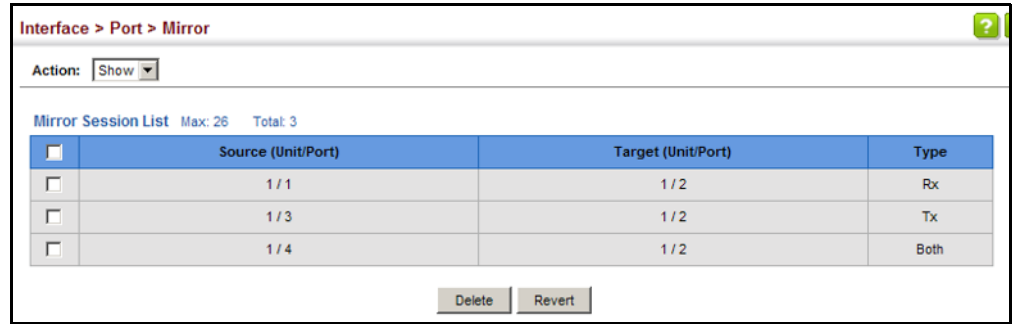 Interface > Port > Mirror
?
Action: Show
Mirror Session List Max: 26 Total: 3
Source (Unit/Port) Target (Unit/Port) Type
1 / 1 1 / 2 Rx
1 / 3 1 / 2 Tx
1 / 4 1 / 2 Both
Delete Revert